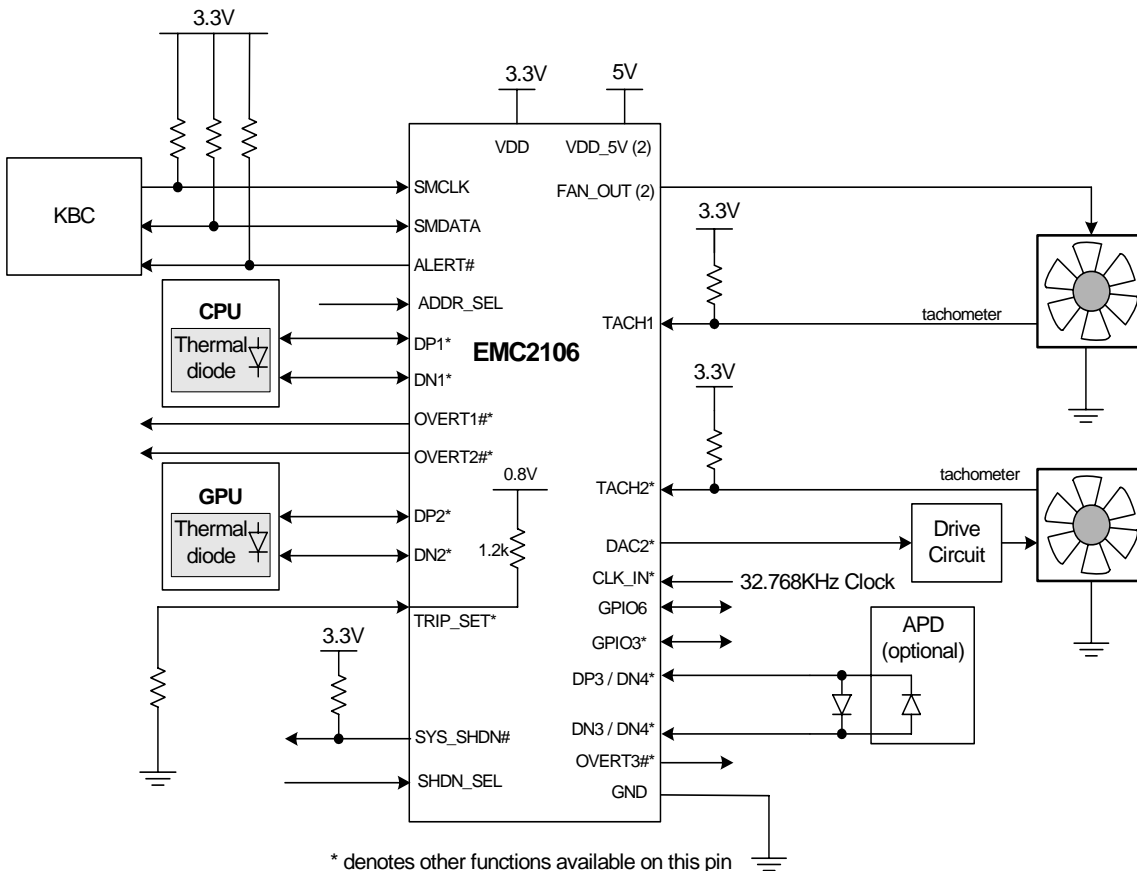 3.3V
3.3V
5V
VDD
VDD_5V (2)
KBC
SMCLK
FAN_OUT (2)
SMDATA
3.3V
ALERT#
ADDR_SEL
CPU
Thermal
diode
TACH1
tachometer
DP1*
EMC2106
DN1*
3.3V
OVERT1#*
OVERT2#*
0.8V
tachometer
GPU
Thermal
diode
TACH2*
DP2*
1.2k
DN2*
DAC2*
Drive
Circuit
CLK_IN*
32.768KHz Clock
GPIO6
TRIP_SET*
GPIO3*
APD
(optional)
3.3V
DP3 / DN4*
DN3 / DN4*
SYS_SHDN#
OVERT3#*
SHDN_SEL
GND
* denotes other functions available on this pin